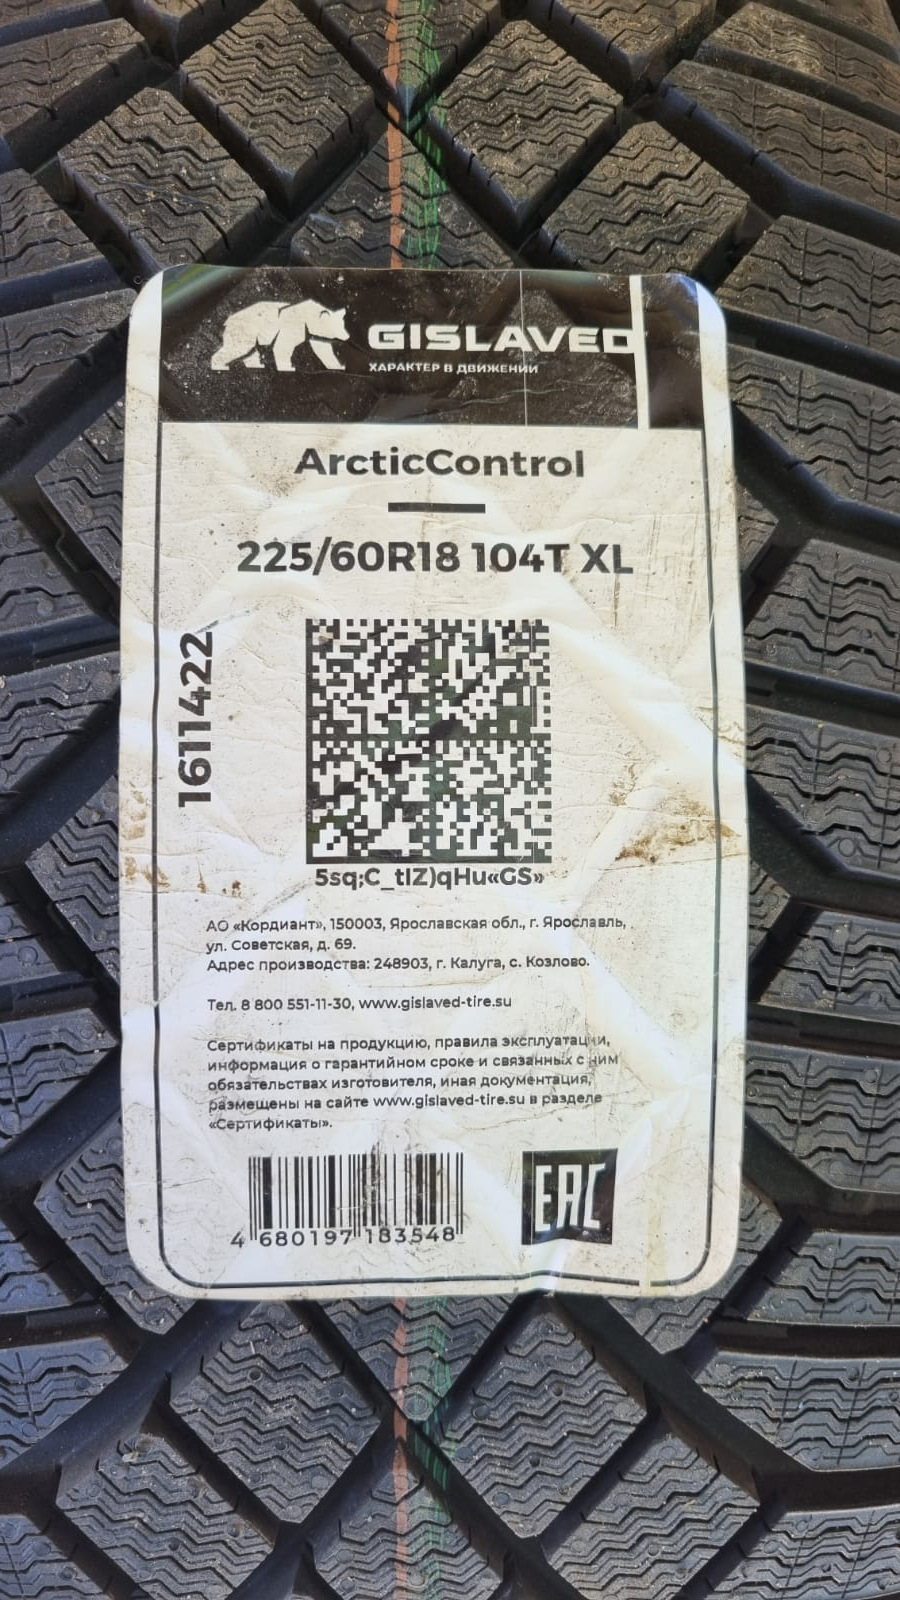 GISLAVED
ХАРАКТЕР В ДВИЖЕНИИ
ArcticControl
225/60R18 104T XL
1611422
5sq;C_tIZ)qHu«GS»
АО «Кордиант», 150003, Ярославская обл., г. Ярославль,
ул. Советская, д. 69.
Адрес производства: 248903, г. Калуга, с. Козлово.
Тел. 8 800 551-11-30, www.gislaved-tire.su
Сертификаты на продукцию, правила эксплуатации,
информация о гарантийном сроке и связанных с ним
обязательствах изготовителя, иная документация,
размещены на сайте www.gislaved-tire.su в разделе
«Сертификаты».
4 680197 183548
EAC